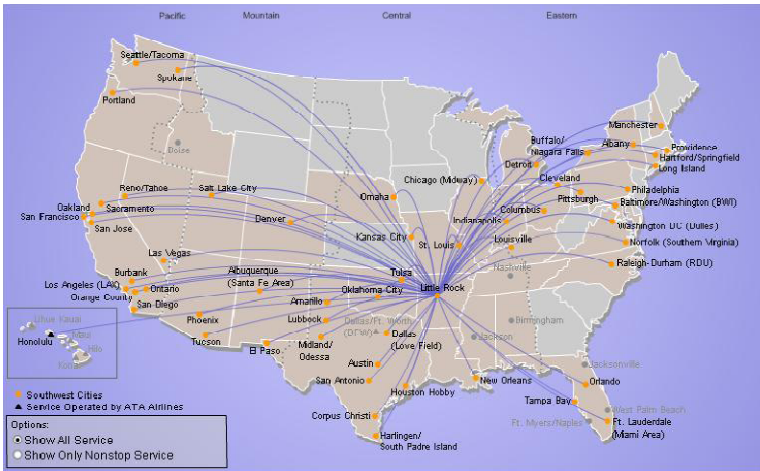 Pacific
Mountain
Central
Eastern
Seattle/Tacoma
Spokane
Portland
Boise
Reno/Tahoe
Salt Lake City
Oakland
Sacramento
San Francisco
San Jose
Denver
Omaha
Chicago (Midway)
Kansas City
St. Louis
Indianapolis
Louisville
Detroit
Cleveland
Columbus
Pittsburgh
Buffalo/
Niagara Falls
Albany
Manchester
Providence
Hartford/Springfield
Long Island
Philadelphia
Baltimore/Washington (BWI)
Washington DC (Dulles)
Norfolk (Southern Virginia)
Raleigh-Durham (RDU)
Nashville
Las Vegas
Burbank
Los Angeles (LAX)
Ontario
Orange County
San Diego
Phoenix
Tucson
Albuquerque
(Santa Fe Area)
El Paso
Amarillo
Lubbock
Midland/
Odessa
Tulsa
Oklahoma City
Little Rock
Dallas/Ft. Worth
(DFW)
Dallas
(Love Field)
Austin
San Antonio
Houston Hobby
Corpus Christi
Harlingen/
South Padre Island
New Orleans
Jackson
Birmingham
Jacksonville
Orlando
Tampa Bay
West Palm Beach
Ft. Myers/Naples
Ft. Lauderdale
(Miami Area)
Lihue Kauai
Honolulu
Maui
Hilo
Southwest Cities
Service Operated by ATA Airlines
Options:
Show All Service
Show Only Nonstop Service